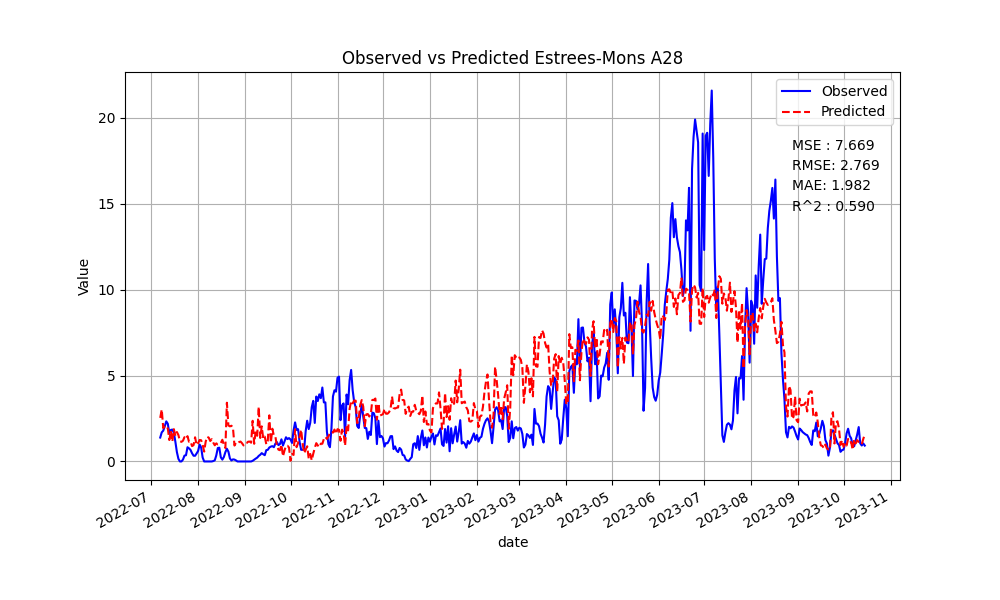 Observed vs Predicted Estrees-Mons A28
Observed
Predicted
MSE : 7.669
RMSE: 2.769
MAE: 1.982
R^2 : 0.590
Value
20
15
10
5
0
2022-07
2022-08
2022-09
2022-10
2022-11
2022-12
2023-01
2023-02
2023-03
2023-04
2023-05
2023-06
2023-07
2023-08
2023-09
2023-10
2023-11
date